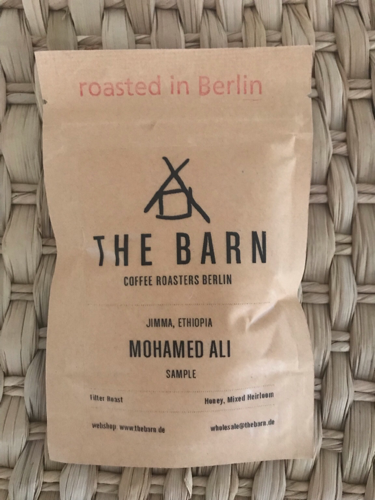 roasted in Berlin
THE BARN
COFFEE ROASTERS BERLIN
JIMMA, ETHIOPIA
MOHAMED ALI
SAMPLE
Filter Roast Honey, Mixed Heirloom
webshop: www.thebarn.de wholesale@thebarn.de